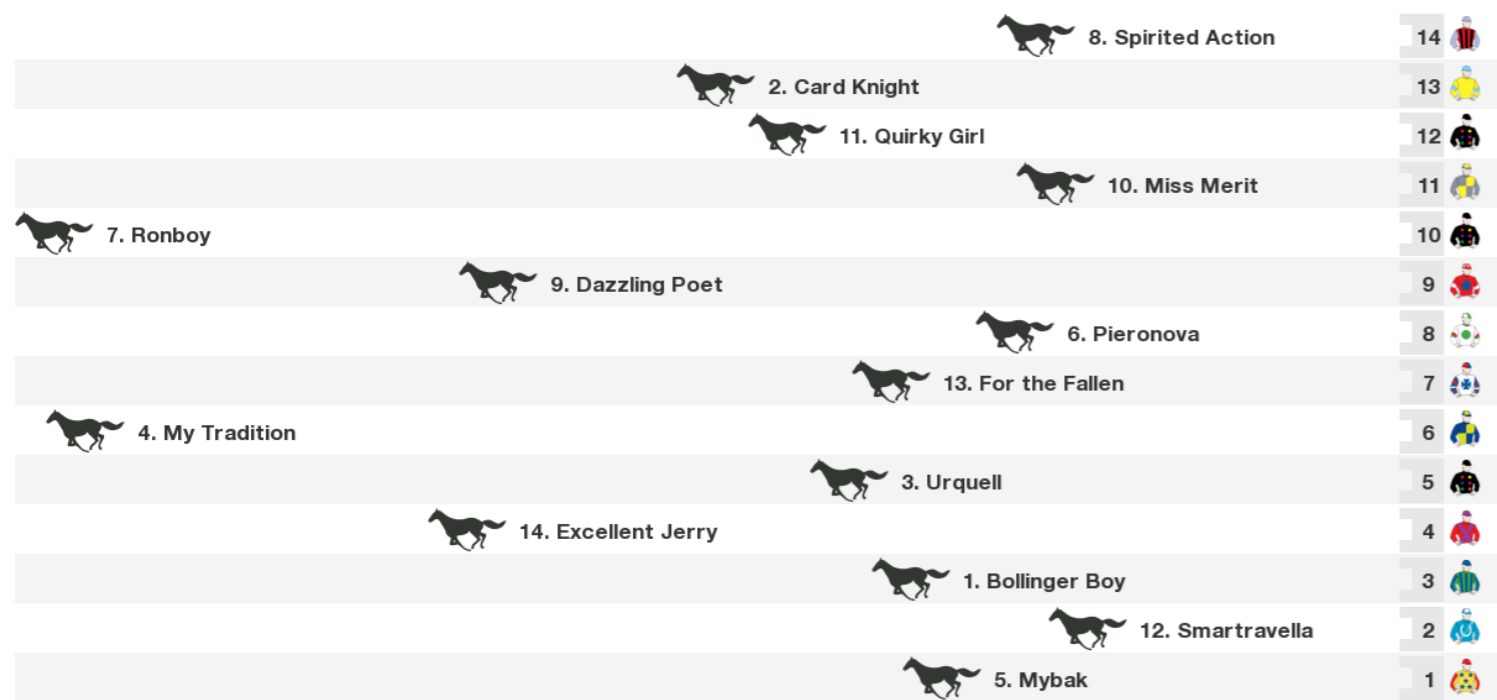 8. Spirited Action 14
2. Card Knight 13
11. Quirky Girl 12
10. Miss Merit 11
7. Ronboy 10
9. Dazzling Poet 9
6. Pieronova 8
13. For the Fallen 7
4. My Tradition 6
3. Urquell 5
14. Excellent Jerry 4
1. Bollinger Boy 3
12. Smartravella 2
5. Mybak 1